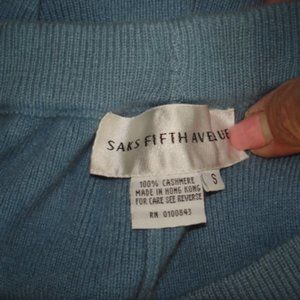 SAKS FIFTH AVENUE
100% CASHMERE
MADE IN HONG KONG
FOR CARE SEE REVERSE
RN 0100843
S